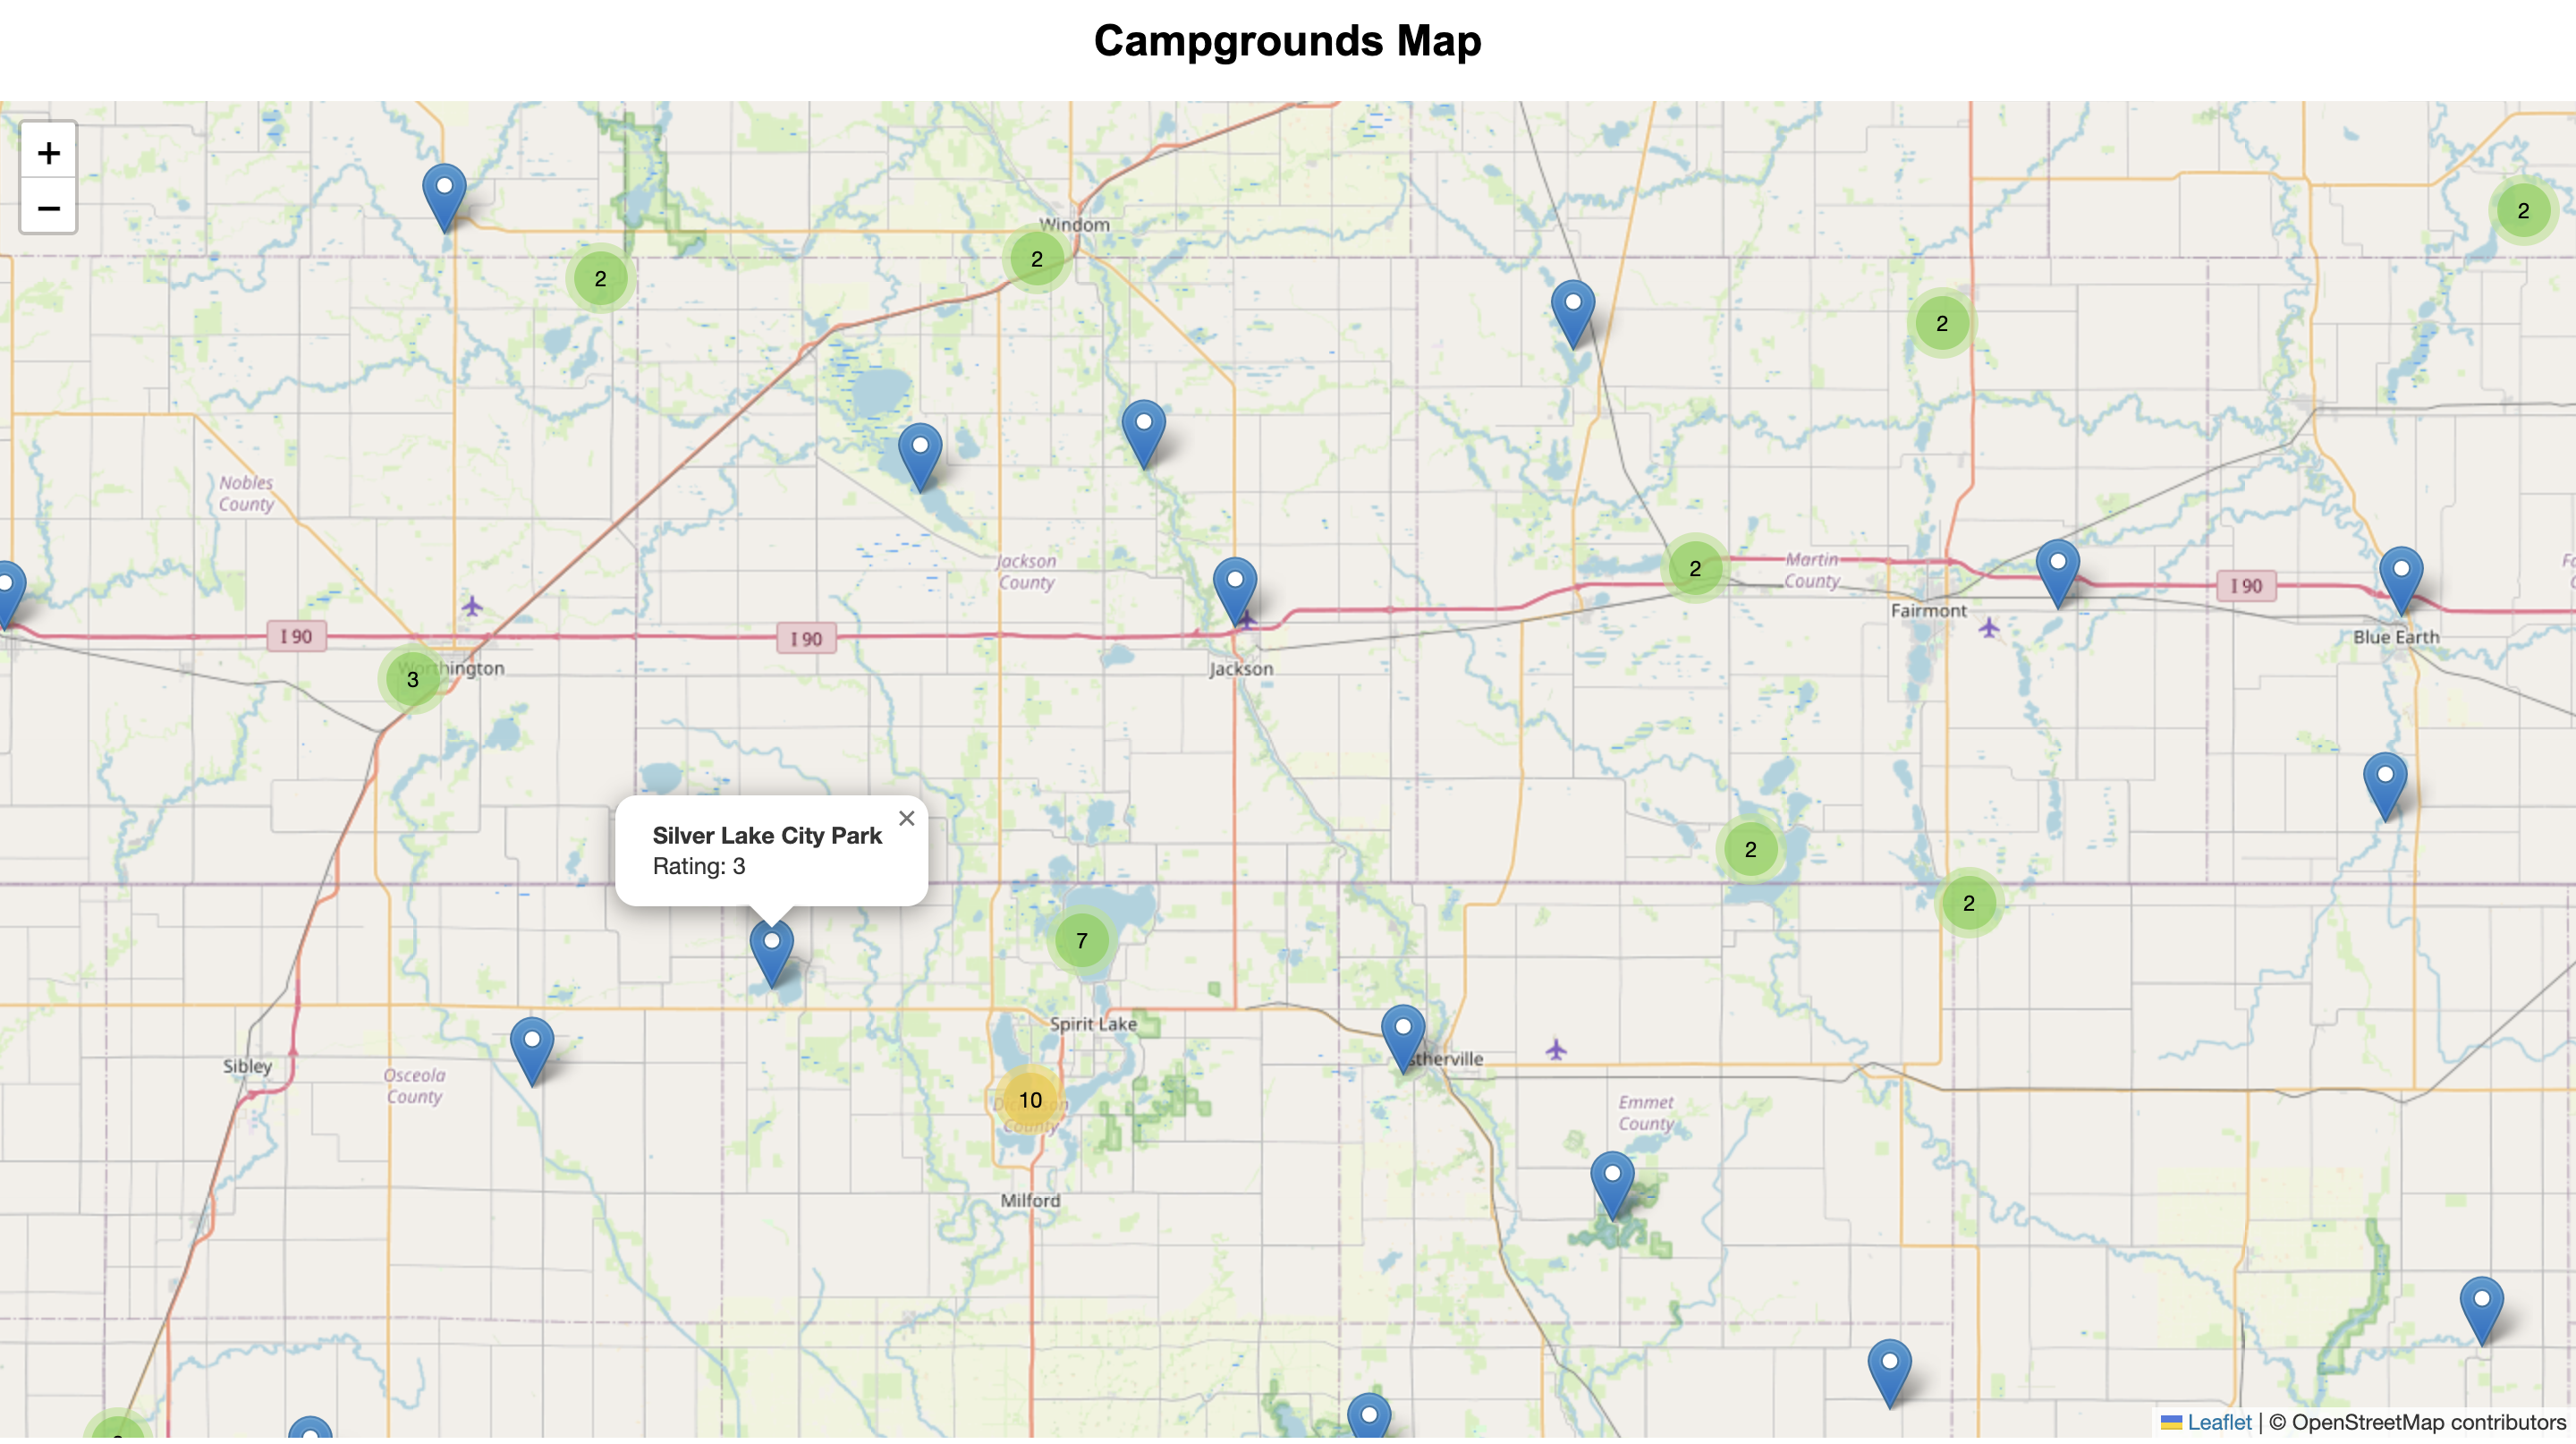 Campgrounds Map
+
−
Windom
2
2
2
2
Nobles
County
Jackson
County
2
Martin
County
I 90
I 90
I 90
Fairmont
Blue Earth
Worthington
3
Jackson
×
Silver Lake City Park
Rating: 3
2
2
7
Spirit Lake
Sibley
Osceola
County
stherville
10
County
Emmet
County
Milford
Leaflet | © OpenStreetMap contributors